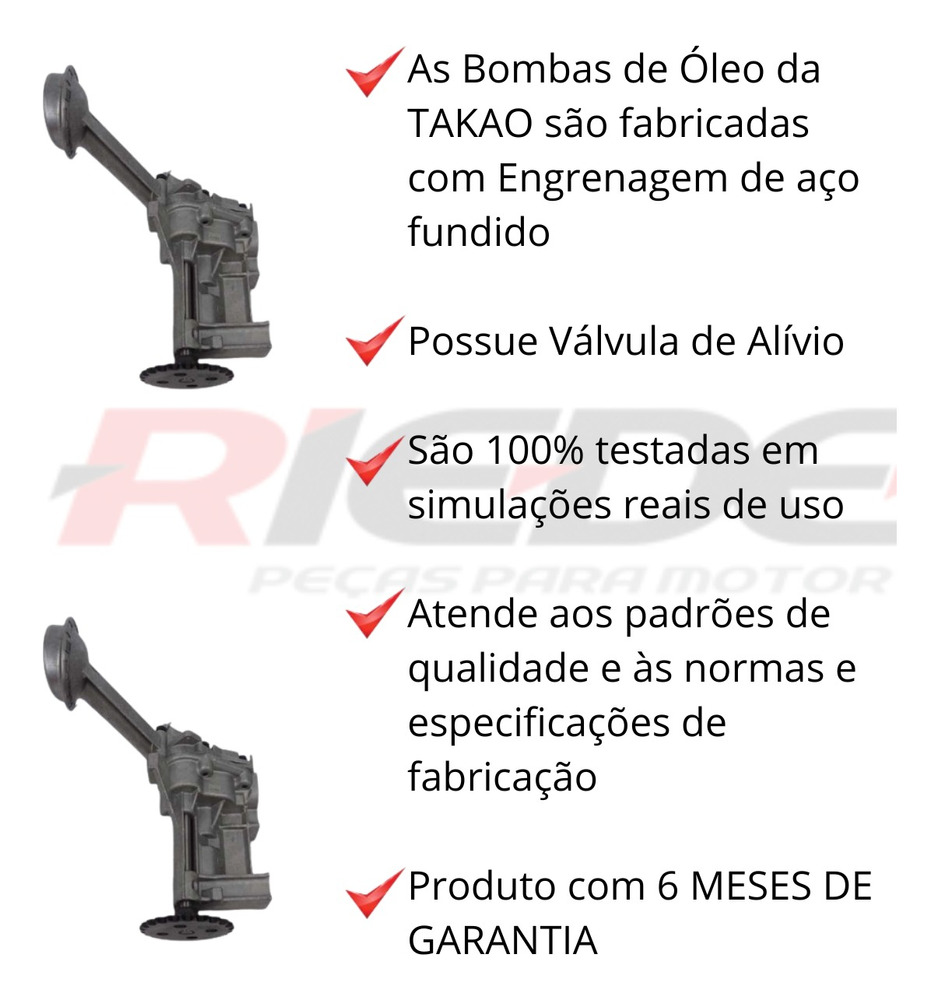 As Bombas de Óleo da
TAKAO são fabricadas
com Engrenagem de aço
fundido
Possue Válvula de Alívio
RIEDE
São 100% testadas em
simulações reais de uso
PEÇAS PARA MOTOR
Atende aos padrões de
qualidade e às normas e
especificações de
fabricação
Produto com 6 MESES DE
GARANTIA